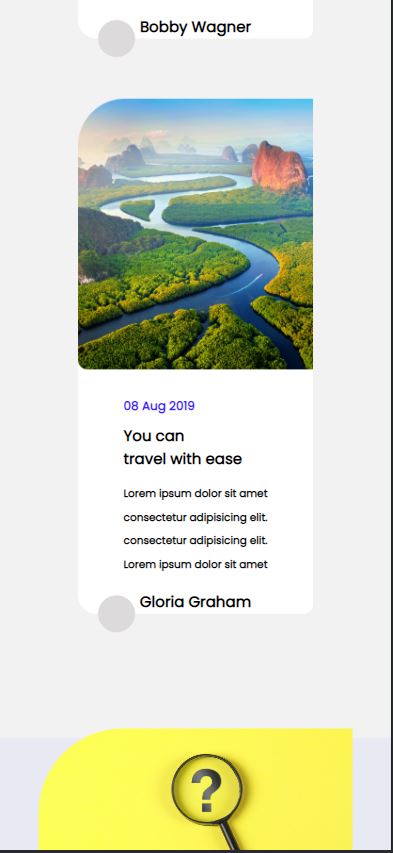 Bobby Wagner
08 Aug 2019
You can
travel with ease
Lorem ipsum dolor sit amet
consectetur adipisicing elit.
consectetur adipisicing elit.
Lorem ipsum dolor sit amet
Gloria Graham
?